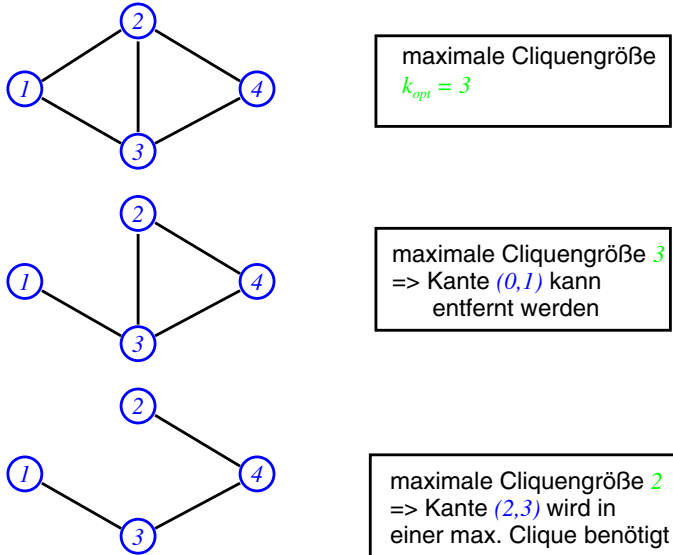 2
1
4
3
maximale Cliquengröße
k_opt = 3
2
1
4
3
maximale Cliquengröße 3
=> Kante (0,1) kann
entfernt werden
2
1
4
3
maximale Cliquengröße 2
=> Kante (2,3) wird in
einer max. Clique benötigt